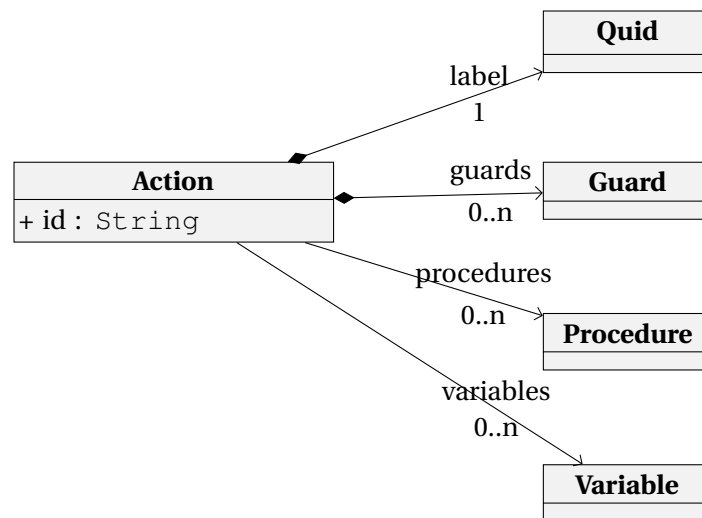 Quid
label
1
Action
+ id : String
guards
0..n
Guard
procedures
0..n
Procedure
variables
0..n
Variable